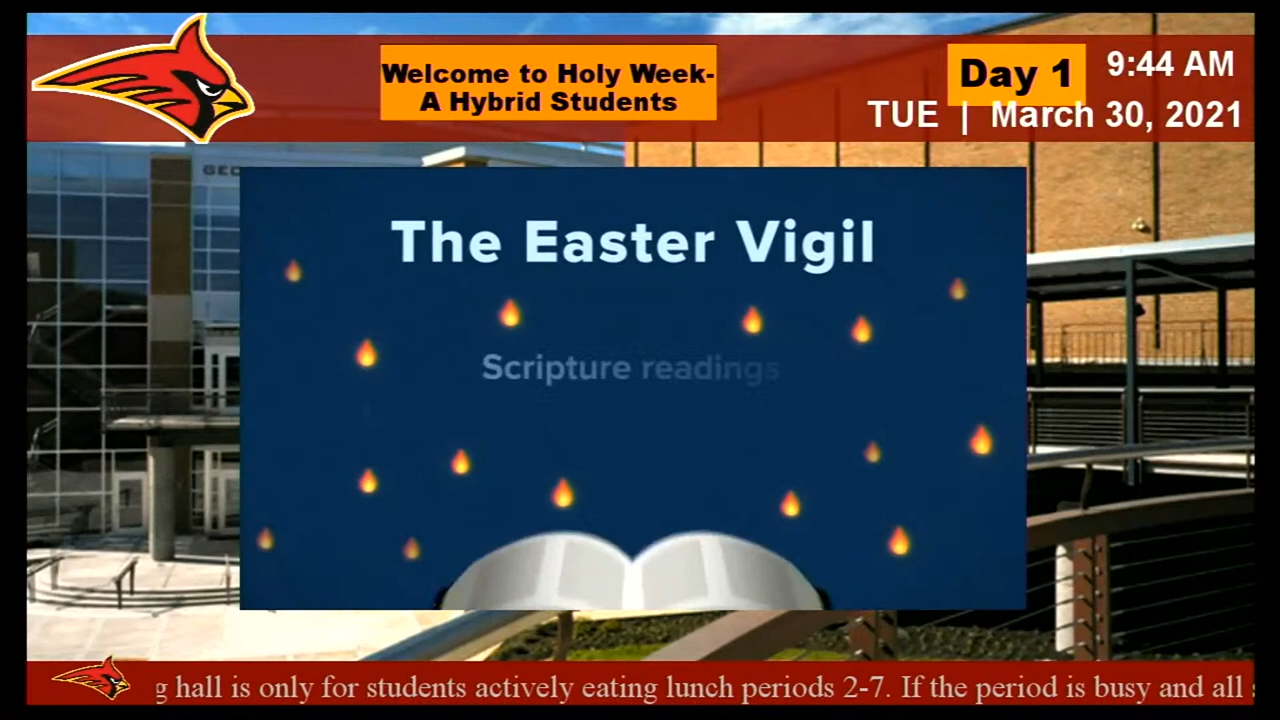 Welcome to Holy Week-
A Hybrid Students
Day 1
9:44 AM
TUE | March 30, 2021
GEO
The Easter Vigil
Scripture readings
g hall is only for students actively eating lunch periods 2-7. If the period is busy and all